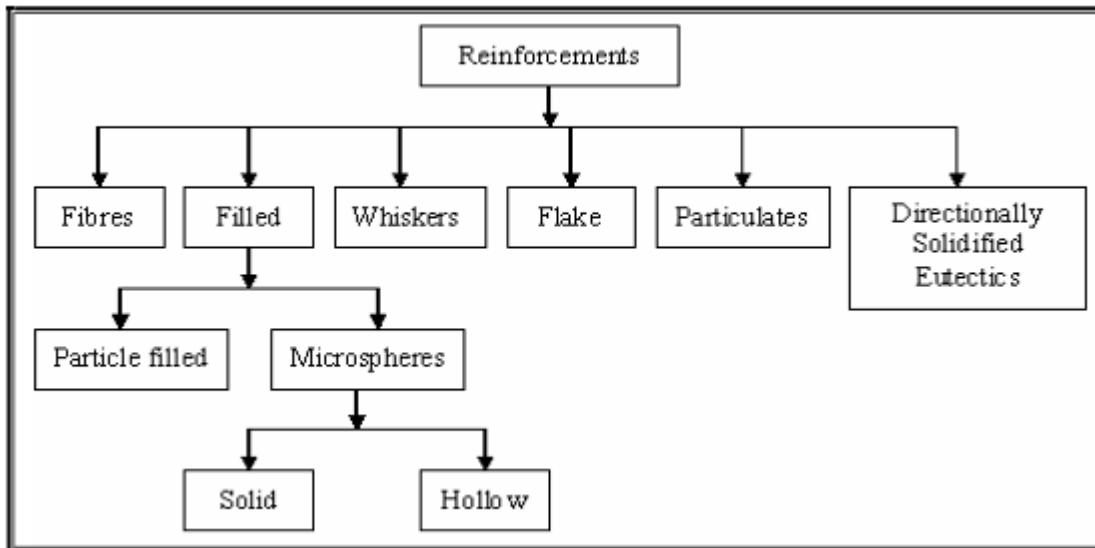 Reinforcements
Fibres
Filled
Whiskers
Flake
Particulates
Directionally
Solidified
Eutectics
Particle filled
Microspheres
Solid
Hollow